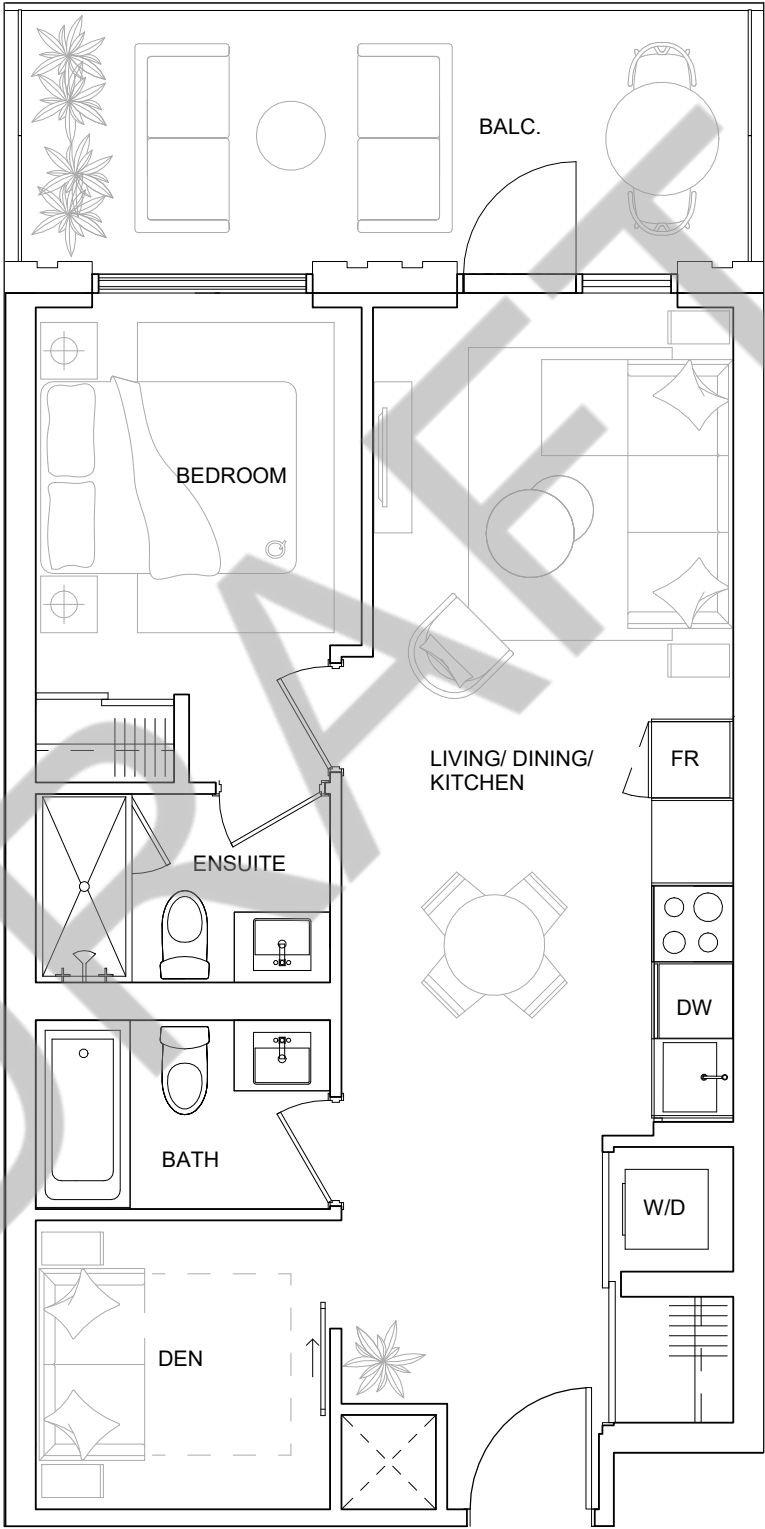 BALC.
BEDROOM
LIVING/ DINING/
KITCHEN
FR
ENSUITE
DW
BATH
W/D
DEN
DRAFT